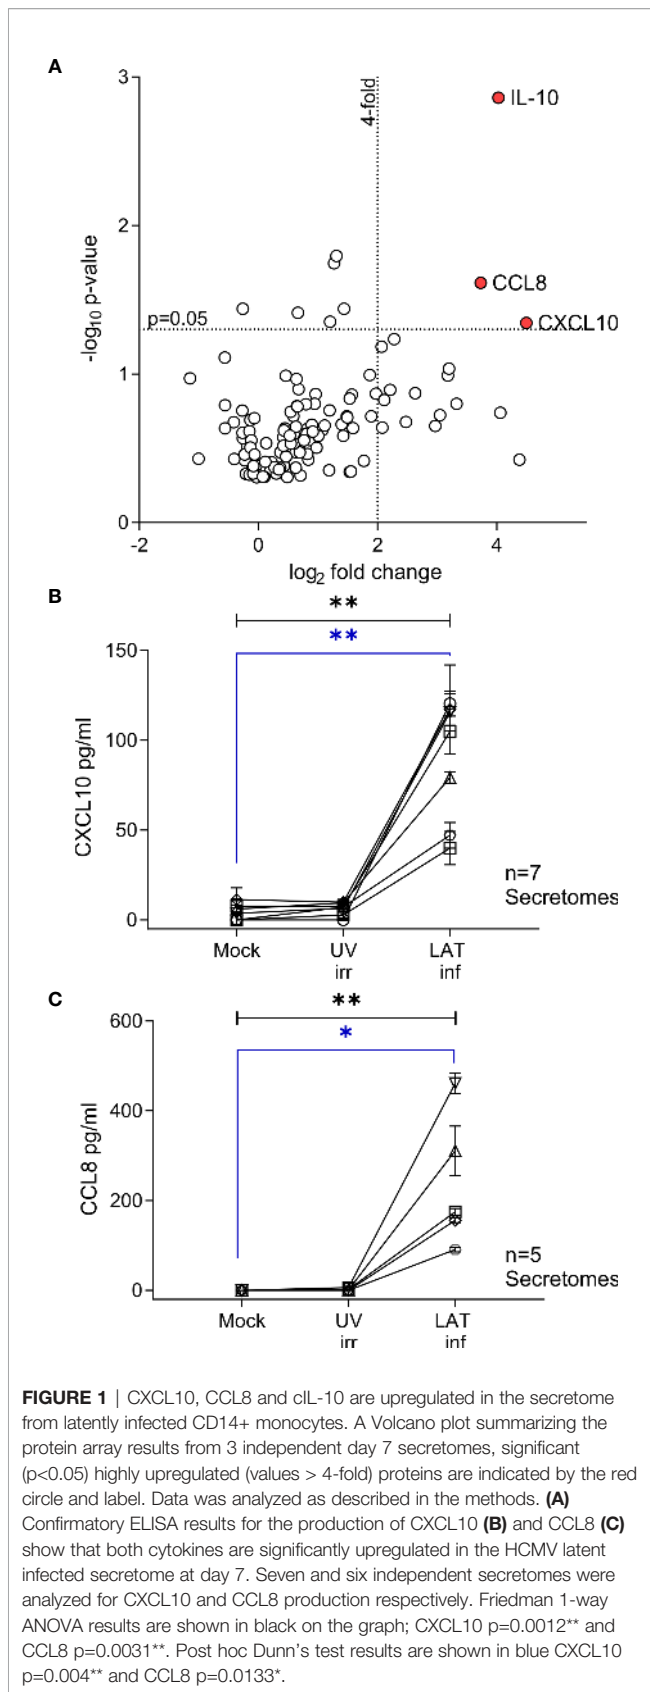 A
3
2
1
0
-log10 p-value
4-fold
IL-10
CCL8
CXCL10
p=0.05
-2
0
2
4
log2 fold change
B
**
**
150
100
50
0
CXCL10 pg/ml
n=7
Secretomes
Mock
UV
irr
LAT
inf
C
**
*
600
400
200
0
CCL8 pg/ml
n=5
Secretomes
Mock
UV
irr
LAT
inf
FIGURE 1 | CXCL10, CCL8 and cIL-10 are upregulated in the secretome
from latently infected CD14+ monocytes. A Volcano plot summarizing the
protein array results from 3 independent day 7 secretomes, significant
(p<0.05) highly upregulated (values > 4-fold) proteins are indicated by the red
circle and label. Data was analyzed as described in the methods. (A)
Confirmatory ELISA results for the production of CXCL10 (B) and CCL8 (C)
show that both cytokines are significantly upregulated in the HCMV latent
infected secretome at day 7. Seven and six independent secretomes were
analyzed for CXCL10 and CCL8 production respectively. Friedman 1-way
ANOVA results are shown in black on the graph; CXCL10 p=0.0012** and
CCL8 p=0.0031**. Post hoc Dunn's test results are shown in blue CXCL10
p=0.004** and CCL8 p=0.0133*.